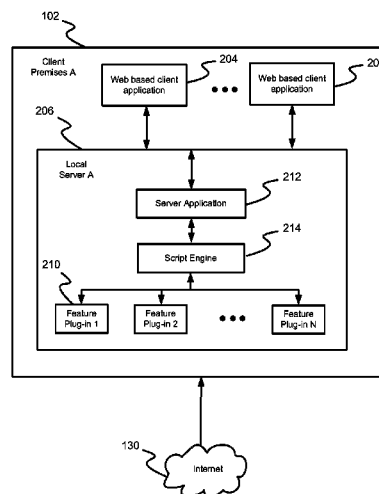 102
Client
Premises A
204
20
Web based client
application
Web based client
application
206
Local
Server A
212
Server Application
214
Script Engine
210
Feature
Plug-in 1
Feature
Plug-in 2
Feature
Plug-in N
130
Internet